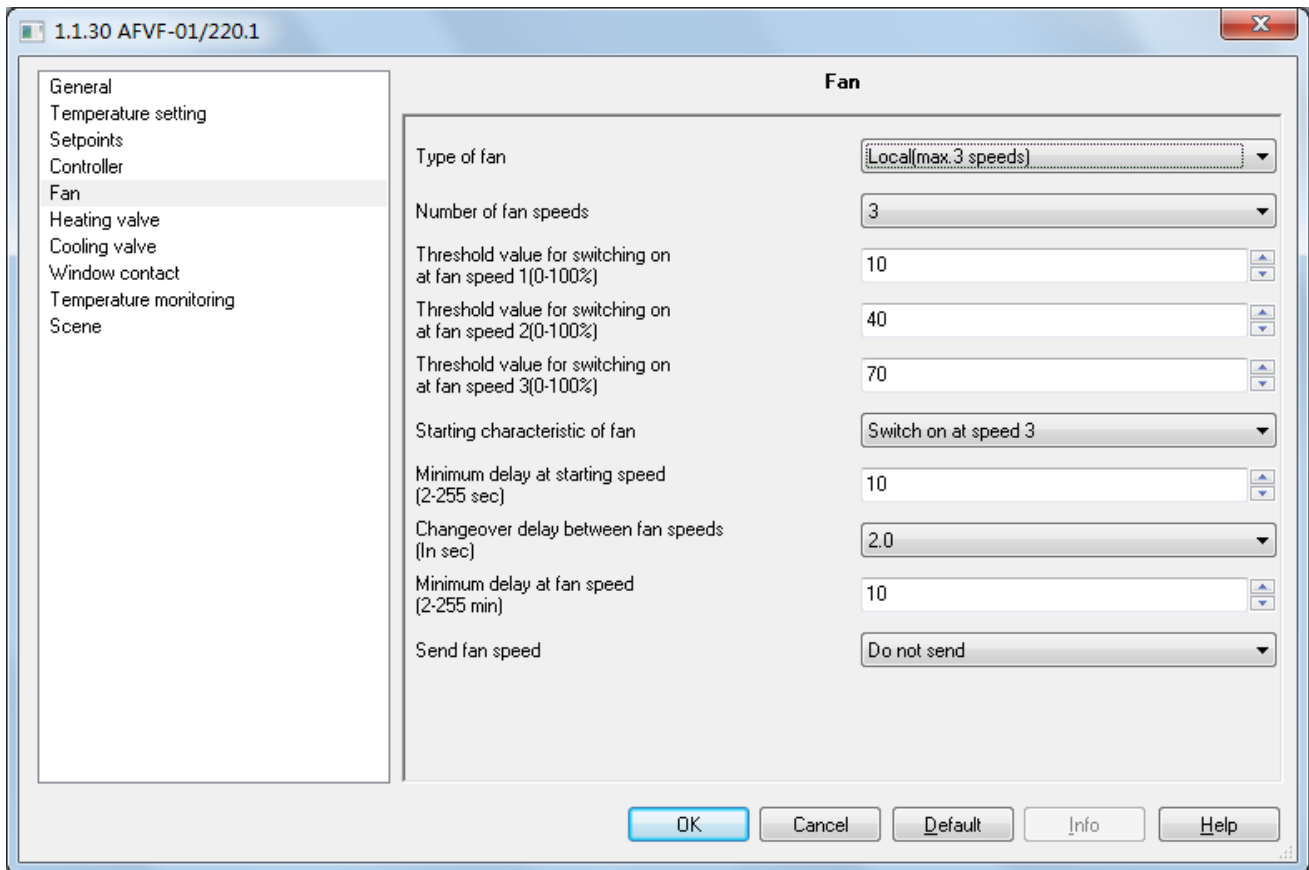 1.1.30 AFVF-01/220.1
General
Temperature setting
Setpoints
Controller
Fan
Heating valve
Cooling valve
Window contact
Temperature monitoring
Scene
Fan
Type of fan
Local(max.3 speeds)
Number of fan speeds
3
Threshold value for switching on
at fan speed 1(0-100%)
10
Threshold value for switching on
at fan speed 2(0-100%)
40
Threshold value for switching on
at fan speed 3(0-100%)
70
Starting characteristic of fan
Switch on at speed 3
Minimum delay at starting speed
(2-255 sec)
10
Changeover delay between fan speeds
(In sec)
2.0
Minimum delay at fan speed
(2-255 min)
10
Send fan speed
Do not send
OK
Cancel
Default
Info
Help